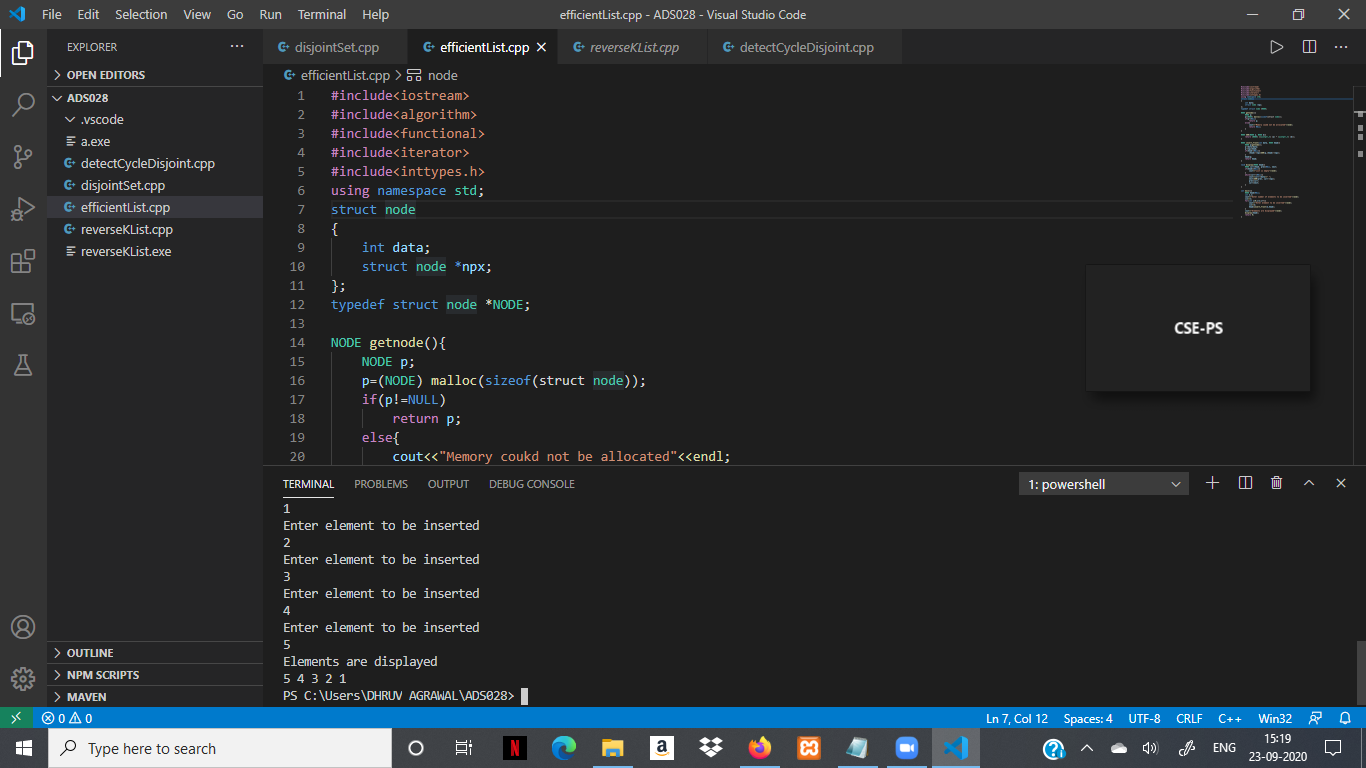 File Edit Selection View Go Run Terminal Help
efficientList.cpp - ADS028 - Visual Studio Code
EXPLORER
OPEN EDITORS
ADS028
.vscode
a.exe
detectCycleDisjoint.cpp
disjointSet.cpp
efficientList.cpp
reverseKList.cpp
reverseKList.exe
OUTLINE
NPM SCRIPTS
MAVEN
disjointSet.cpp
efficientList.cpp
reverseKList.cpp
detectCycleDisjoint.cpp
efficientList.cpp > node
1 #include<iostream>
2 #include<algorithm>
3 #include<functional>
4 #include<iterator>
5 #include<inttypes.h>
6 using namespace std;
7 struct node
8 {
9 int data;
10 struct node *npx;
11 };
12 typedef struct node *NODE;
13
14 NODE getnode(){
15 NODE p;
16 p=(NODE) malloc(sizeof(struct node));
17 if(p!=NULL)
18 return p;
19 else{
20 cout<<"Memory coukd not be allocated"<<endl;
CSE-PS
TERMINAL PROBLEMS OUTPUT DEBUG CONSOLE
1: powershell
1
Enter element to be inserted
2
Enter element to be inserted
3
Enter element to be inserted
4
Enter element to be inserted
5
Elements are displayed
5 4 3 2 1
PS C:\Users\DHRUV AGRAWAL\ADS028>
0 0
Ln 7, Col 12 Spaces: 4 UTF-8 CRLF C++ Win32
Type here to search
ENG
15:19
23-09-2020